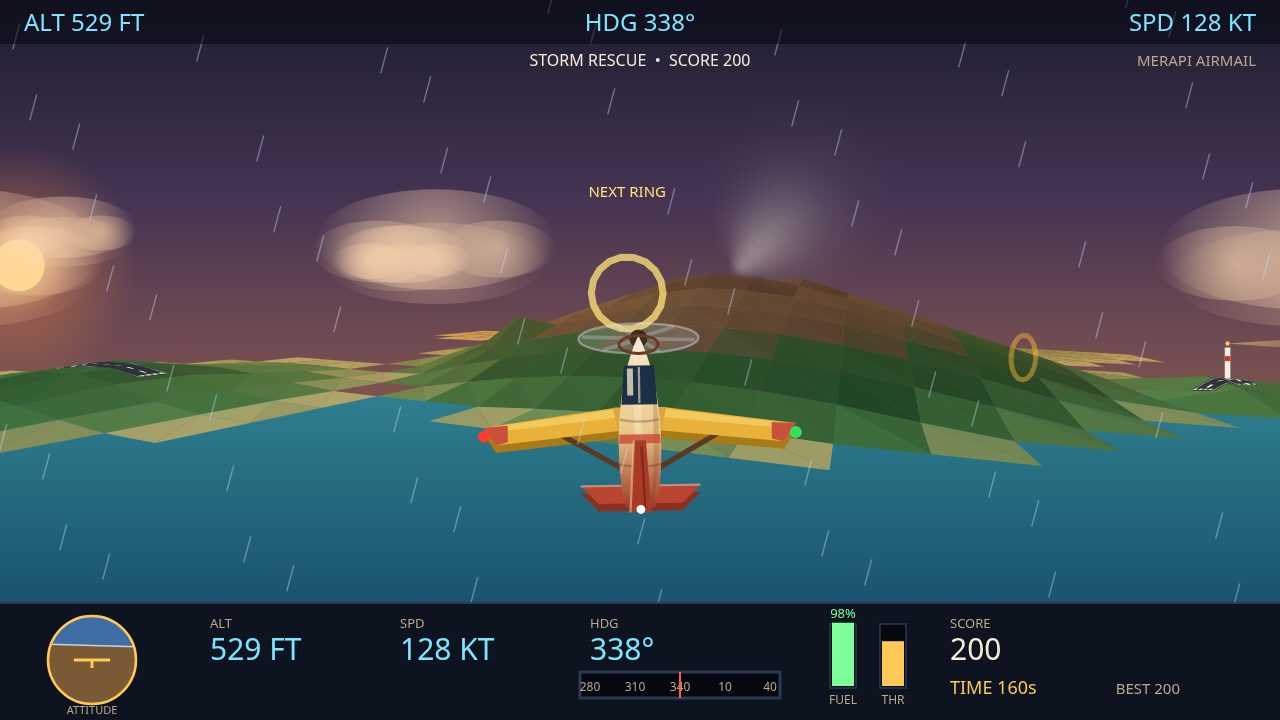 ALT 529 FT
HDG 338°
SPD 128 KT
STORM RESCUE • SCORE 200
MERAPI AIRMAIL
NEXT RING
98%
ALT
SPD
HDG
SCORE
529 FT
128 KT
338°
200
280 310 340 10 40
TIME 160s
BEST 200
FUEL
THR
ATTITUDE